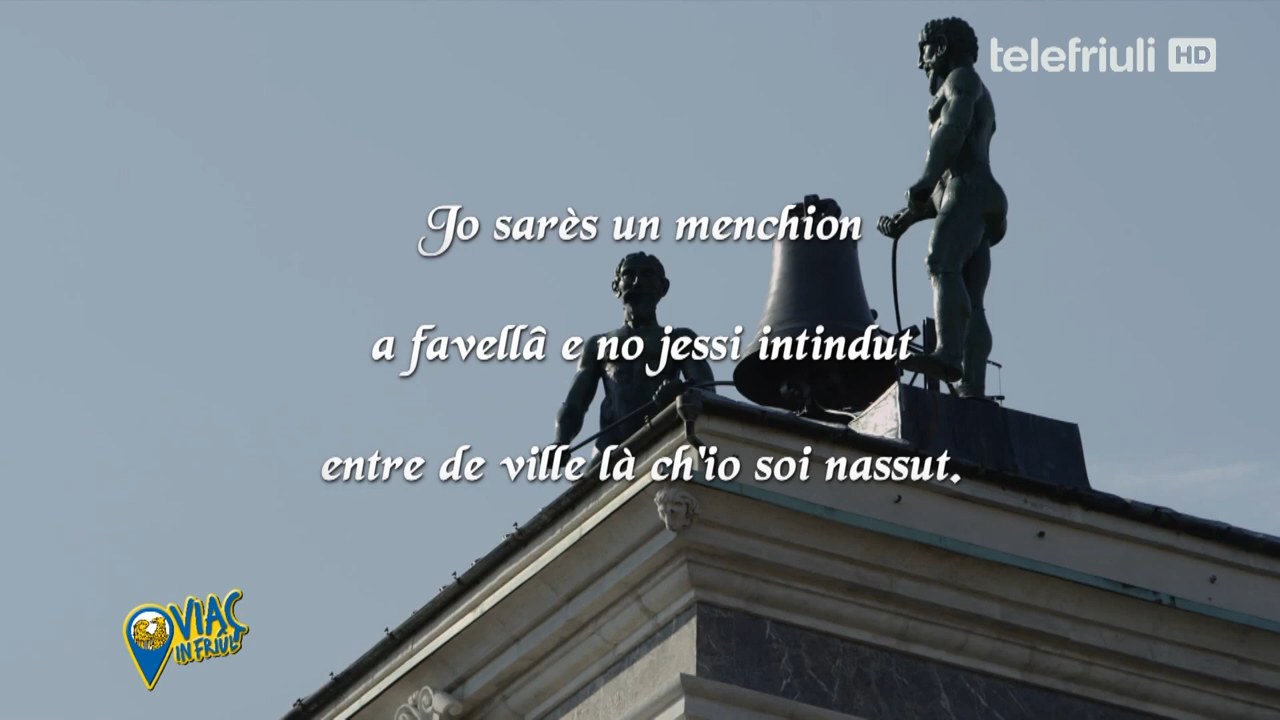 telefriuli HD
Jo sarès un menchion
a favellâ e no jessi intindut
entre de ville là ch'io soi nassut.
VIAÇ
IN FRIÛL